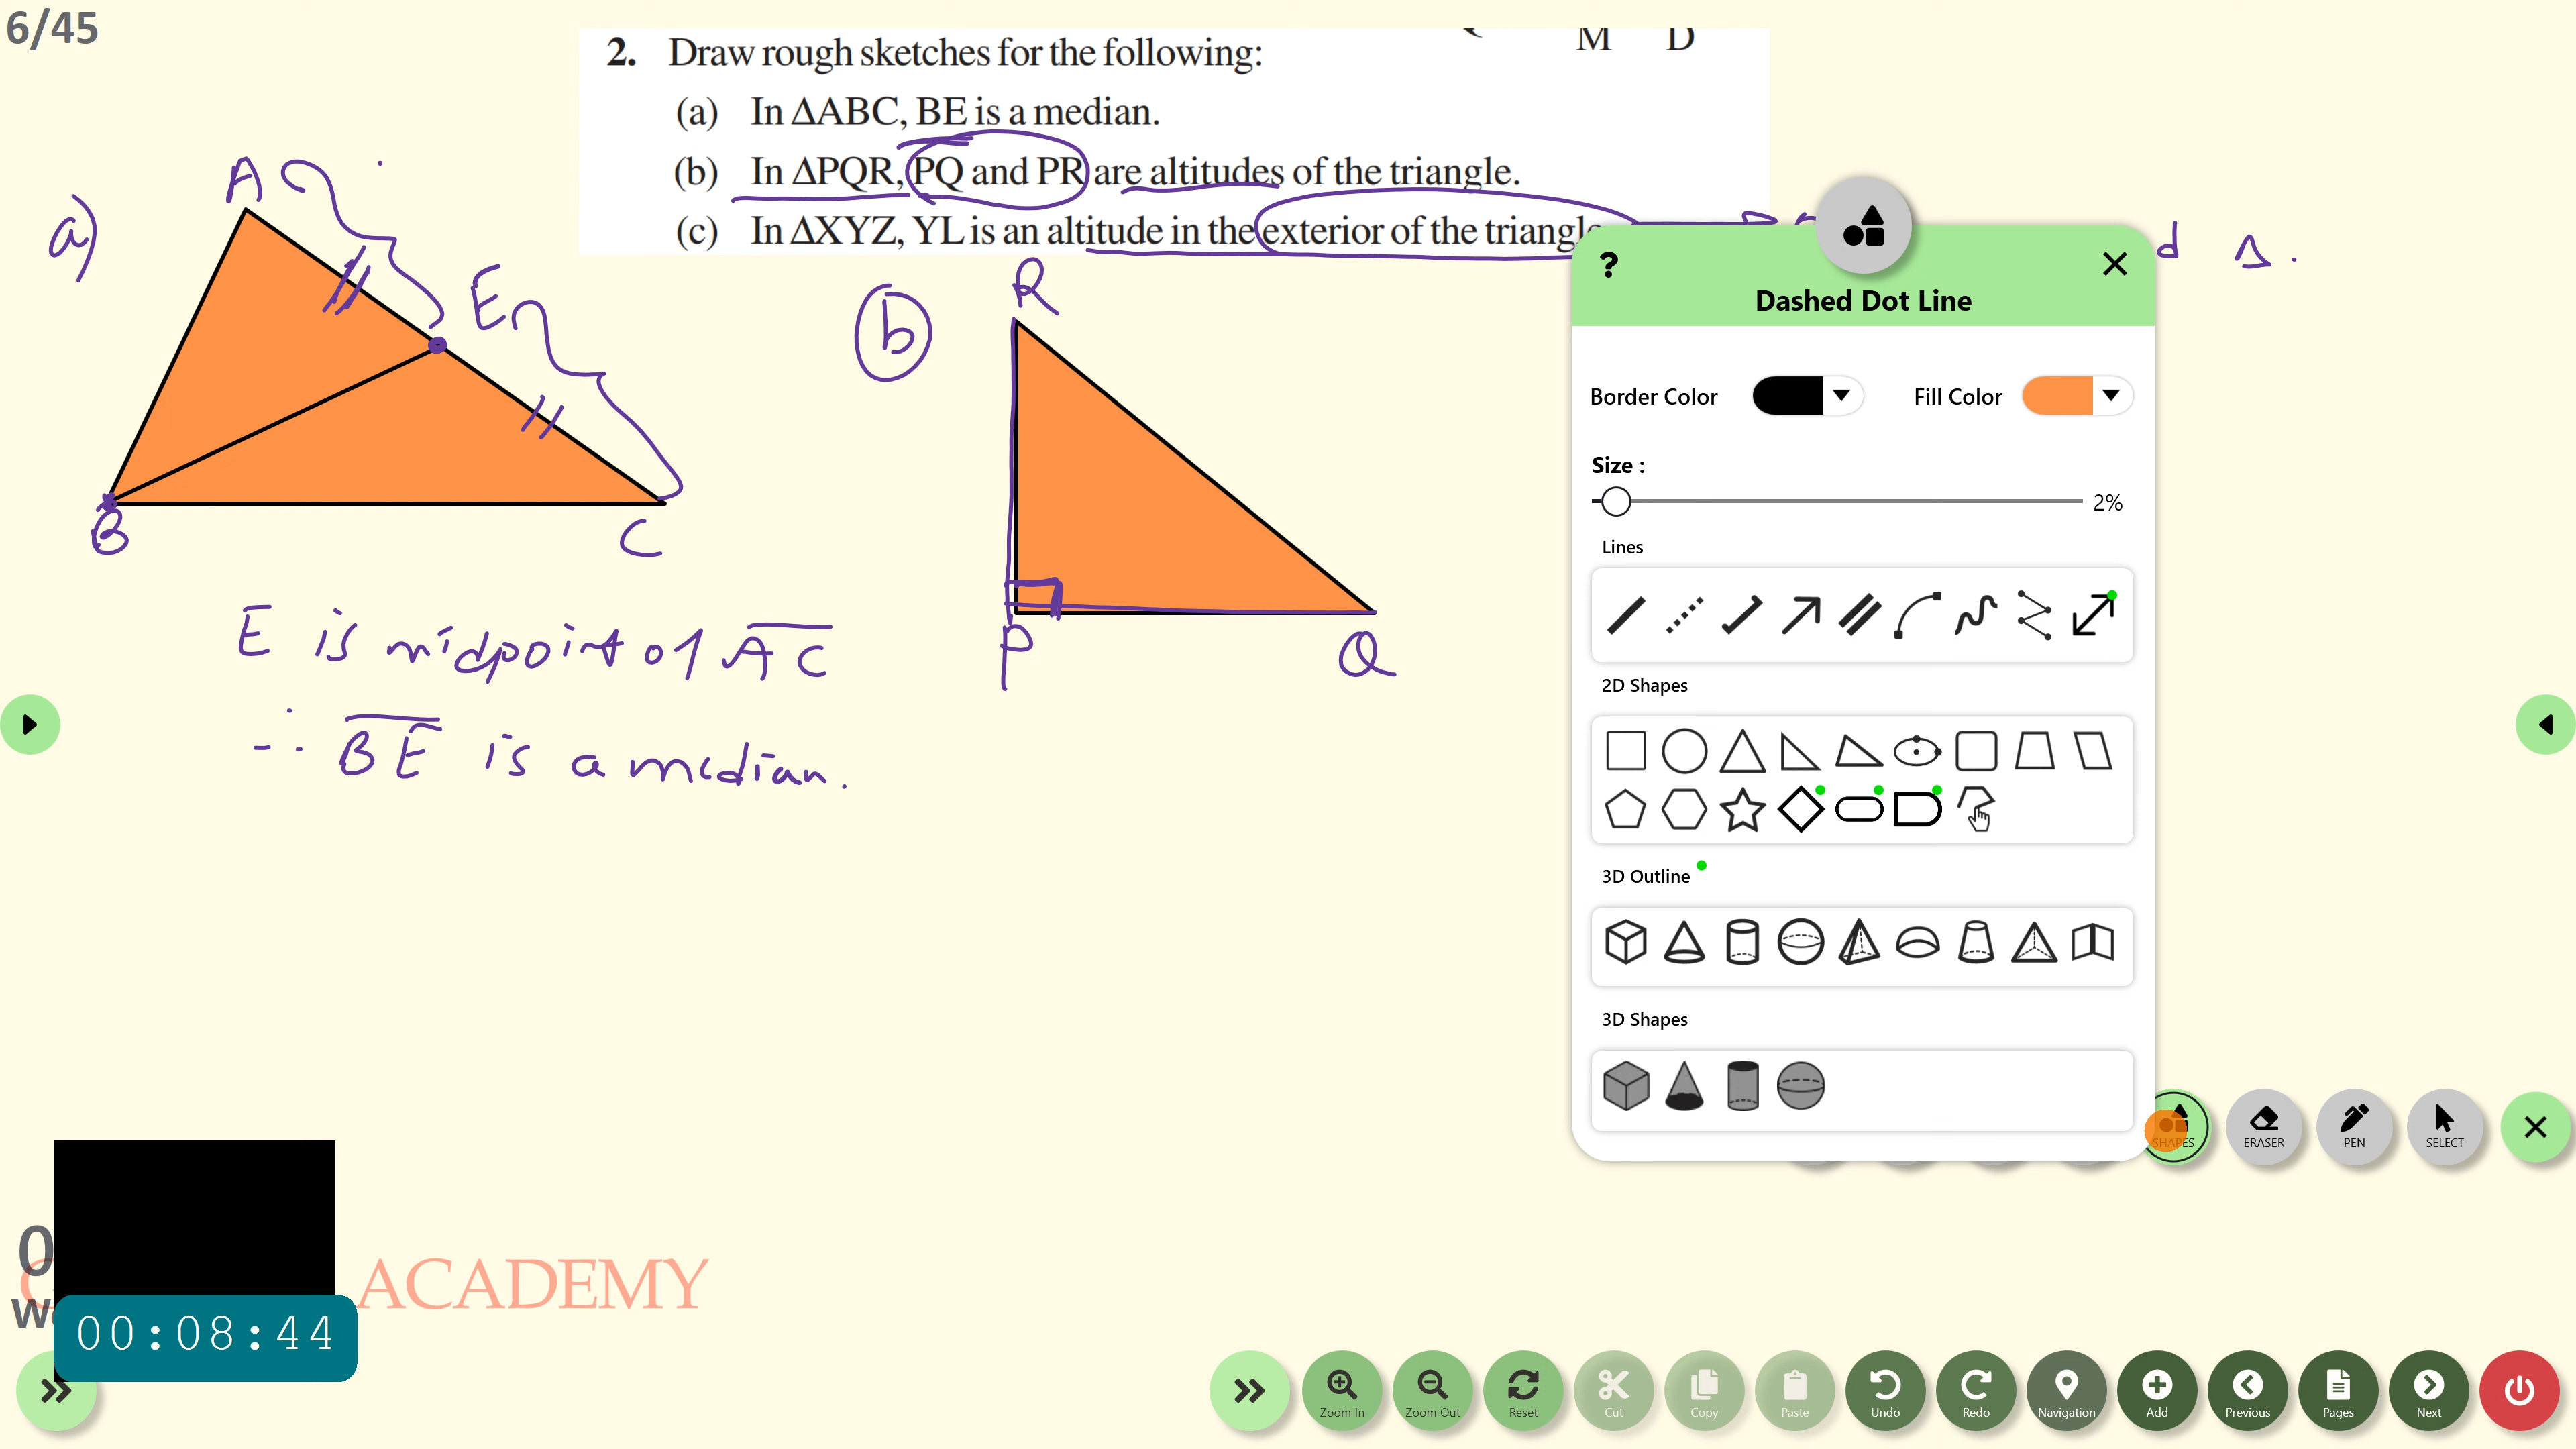 6/45
M D
2. Draw rough sketches for the following:
(a) In ΔABC, BE is a median.
(b) In ΔPQR, PQ and PR are altitudes of the triangle.
(c) In ΔXYZ, YL is an altitude in the exterior of the triangle
a)
A
E
B
C
E is midpoint of AC
∴ BE is a median.
b
R
P
Q
?
Dashed Dot Line
Border Color
Fill Color
Size :
2%
Lines
2D Shapes
3D Outline
3D Shapes
SHAPES
ERASER
PEN
SELECT
ACADEMY
00:08:44
Zoom In
Zoom Out
Reset
Cut
Copy
Paste
Undo
Redo
Navigation
Add
Previous
Pages
Next